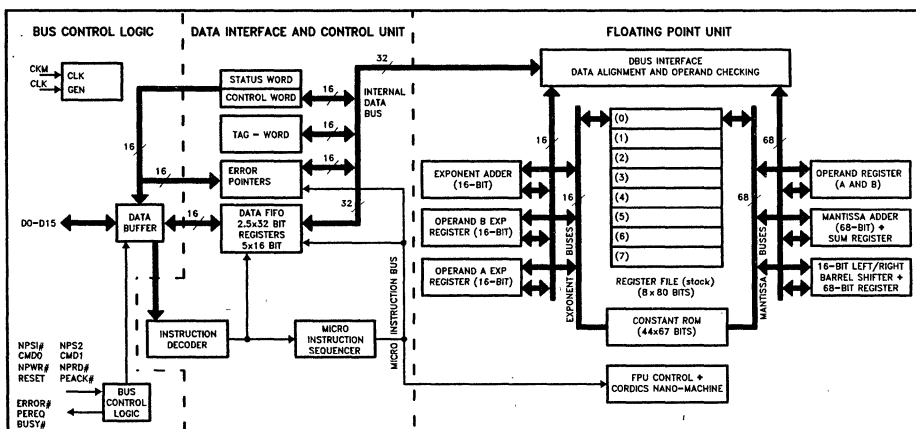 BUS CONTROL LOGIC
DATA INTERFACE AND CONTROL UNIT
FLOATING POINT UNIT
CKM
CLK
CLK
GEN
STATUS WORD
CONTROL WORD
16
TAG - WORD
16
ERROR
POINTERS
16
16
16
DATA FIFO
2.5x32 BIT
REGISTERS
5x16 BIT
16
32
32
INTERNAL
DATA
BUS
DO-D15
DATA
BUFFER
INSTRUCTION
DECODER
MICRO
INSTRUCTION
SEQUENCER
MICRO INSTRUCTION BUS
NPSI# NPS2
CMD0 CMD1
NPWR# NPRD#
RESET PEACK#
ERROR#
PEREQ
BUSY#
BUS
CONTROL
LOGIC
DBUS INTERFACE
DATA ALIGNMENT AND OPERAND CHECKING
16
68
EXPONENT ADDER
(16-BIT)
OPERAND B EXP
REGISTER (16-BIT)
OPERAND A EXP
REGISTER (16-BIT)
16
EXPONENT BUSES
(0)
(1)
(2)
(3)
(4)
(5)
(6)
(7)
REGISTER FILE (stack)
(8x80 BITS)
CONSTANT ROM
(44x67 BITS)
68
MANTISSA BUSES
OPERAND REGISTER
(A AND B)
MANTISSA ADDER
(68-BIT) +
SUM REGISTER
16-BIT LEFT/RIGHT
BARREL SHIFTER +
68-BIT REGISTER
FPU CONTROL +
CORDICS NANO-MACHINE